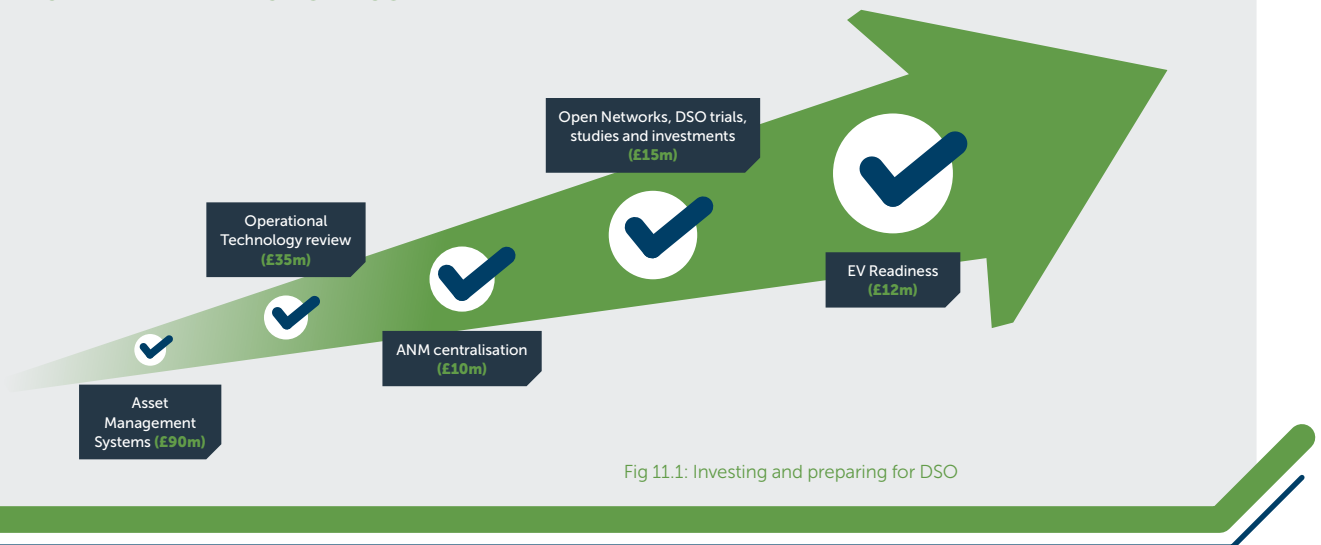 Open Networks, DSO trials,
studies and investments
(£15m)
Operational
Technology review
(£35m)
EV Readiness
(£12m)
ANM centralisation
(£10m)
Asset
Management
Systems (£90m)
Fig 11.1: Investing and preparing for DSO